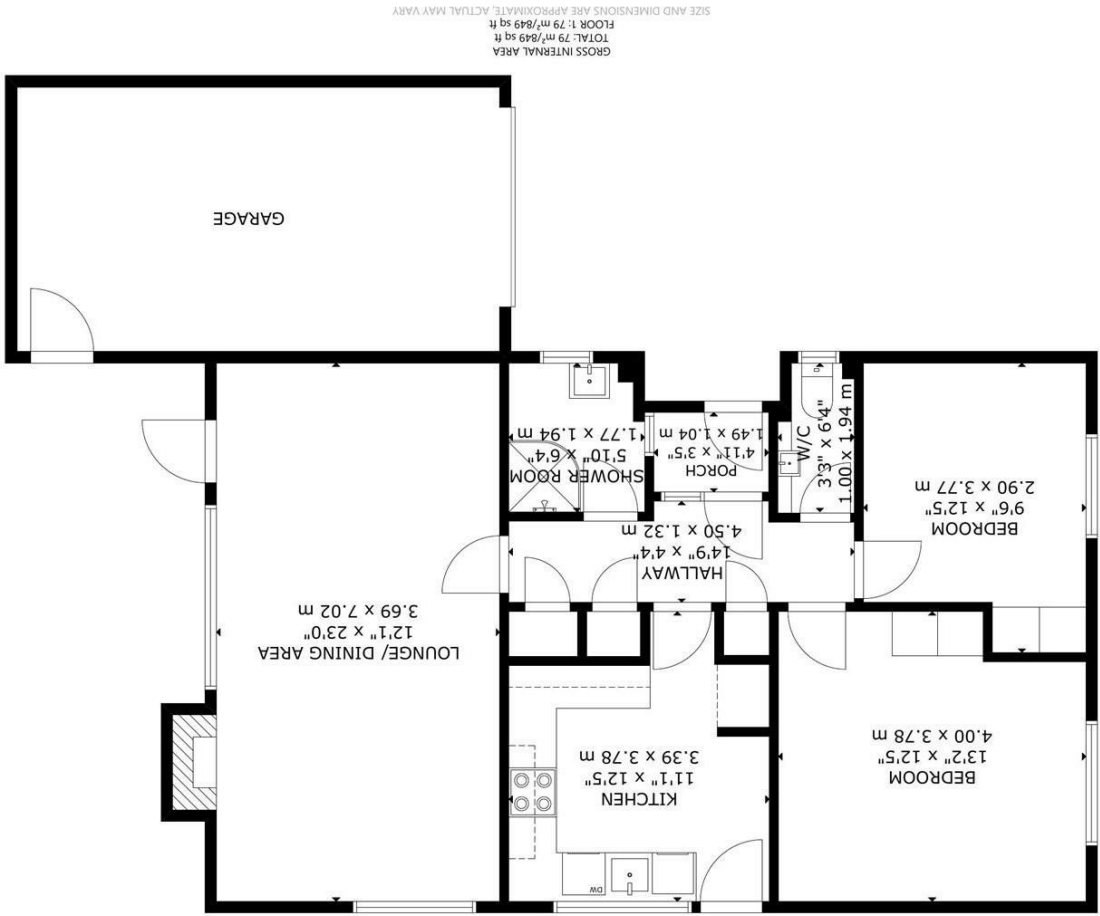 DW
BEDROOM
13'2" x 12'5"
4.00 x 3.78 m
KITCHEN
11'1" x 12'5"
3.39 x 3.78 m
LOUNGE/ DINING AREA
12'1" x 23'0"
3.69 x 7.02 m
HALLWAY
14'9" x 4'4"
4.50 x 1.32 m
BEDROOM
9'6" x 12'5"
2.90 x 3.77 m
W/C
3'3" x 6'4"
1.00 x 1.94 m
PORCH
4'11" x 3'5"
1.49 x 1.04 m
SHOWER ROOM
5'10" x 6'4"
1.77 x 1.94 m
GARAGE
GROSS INTERNAL AREA
TOTAL: 79 m²/849 sq ft
FLOOR 1: 79 m²/849 sq ft
SIZE AND DIMENSIONS ARE APPROXIMATE, ACTUAL MAY VARY